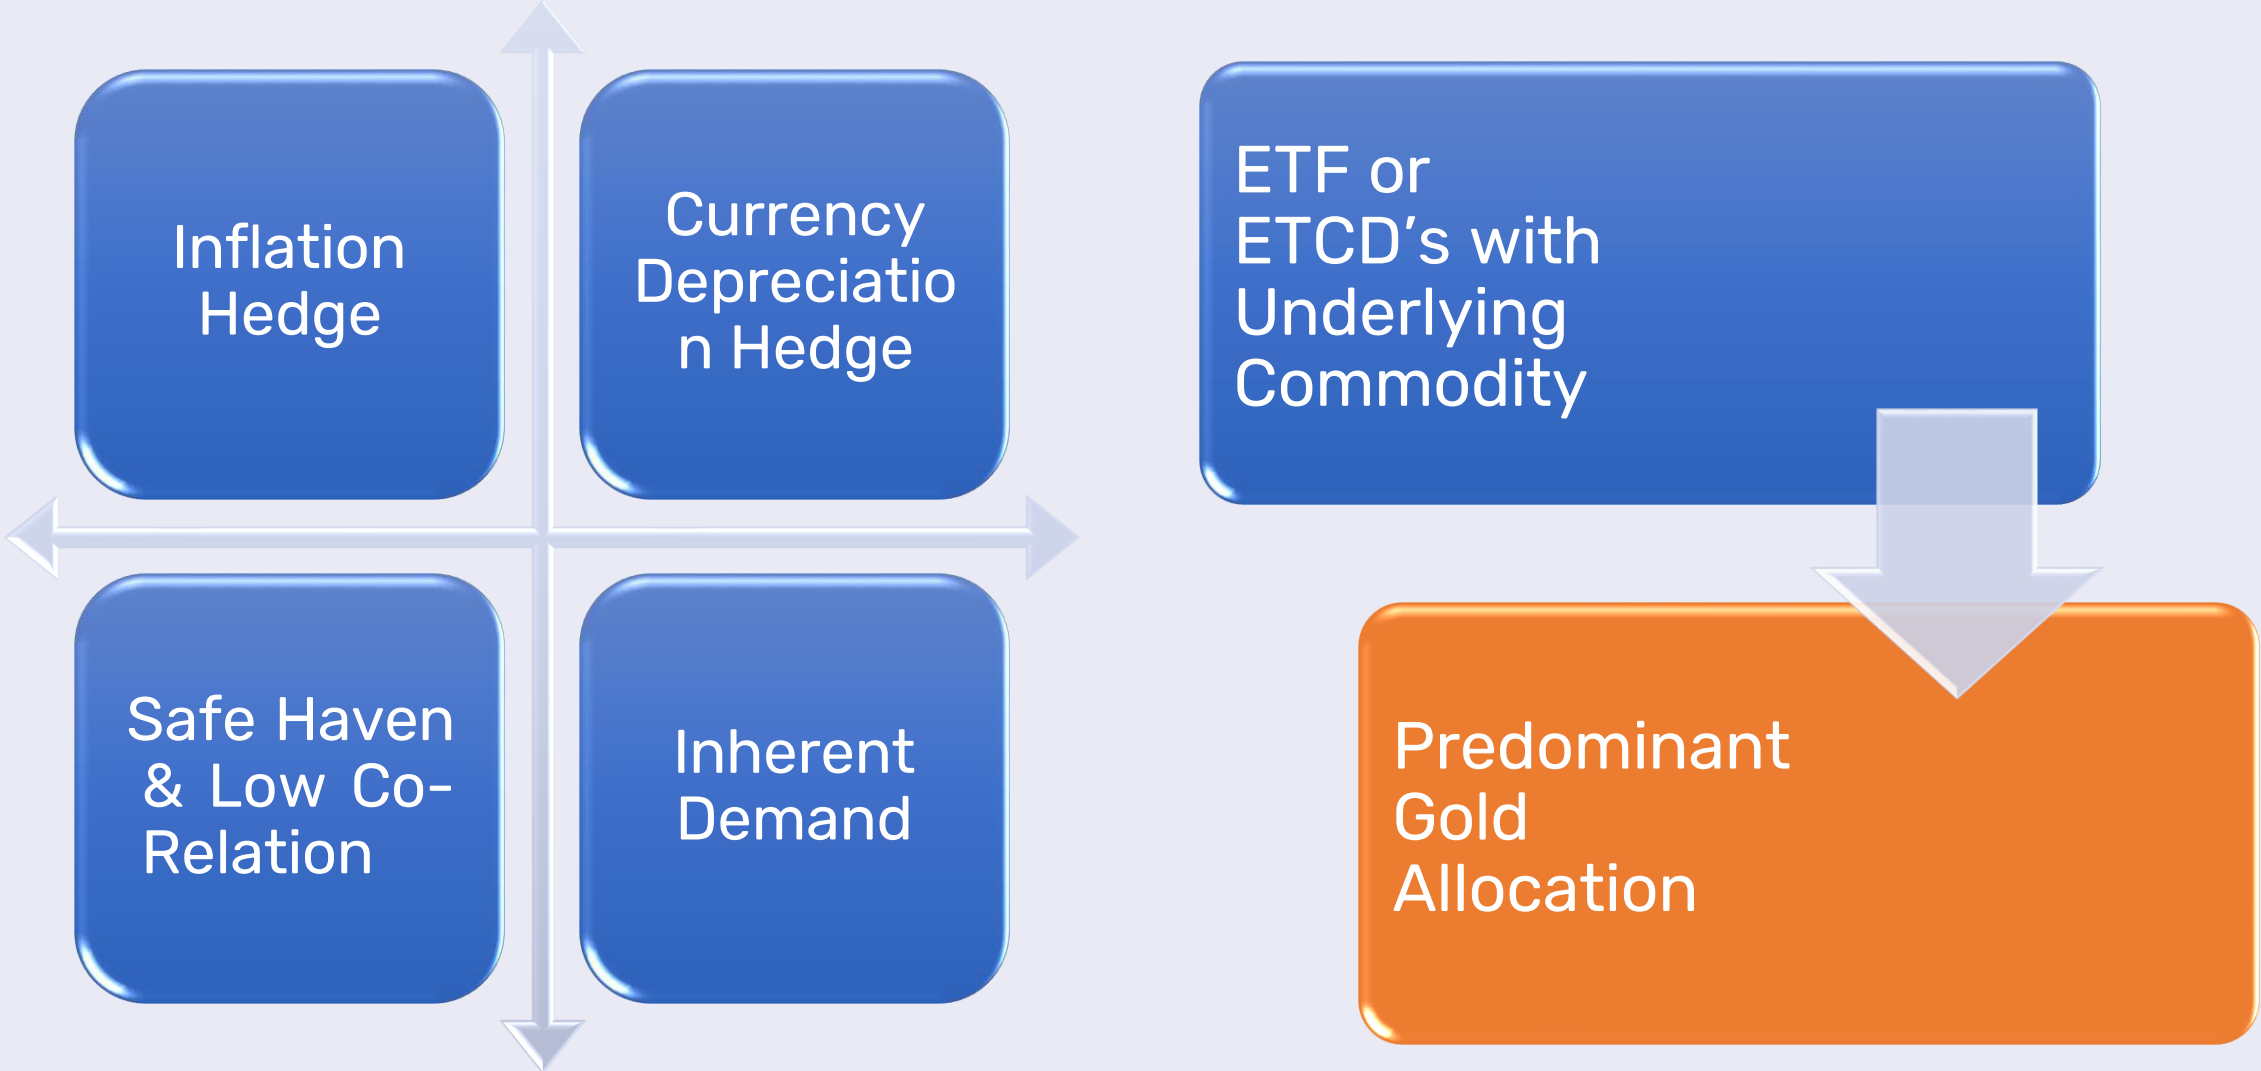 Inflation
Hedge
Currency
Depreciatio
n Hedge
Safe Haven
& Low Co-
Relation
Inherent
Demand
ETF or
ETCD’s with
Underlying
Commodity
Predominant
Gold
Allocation